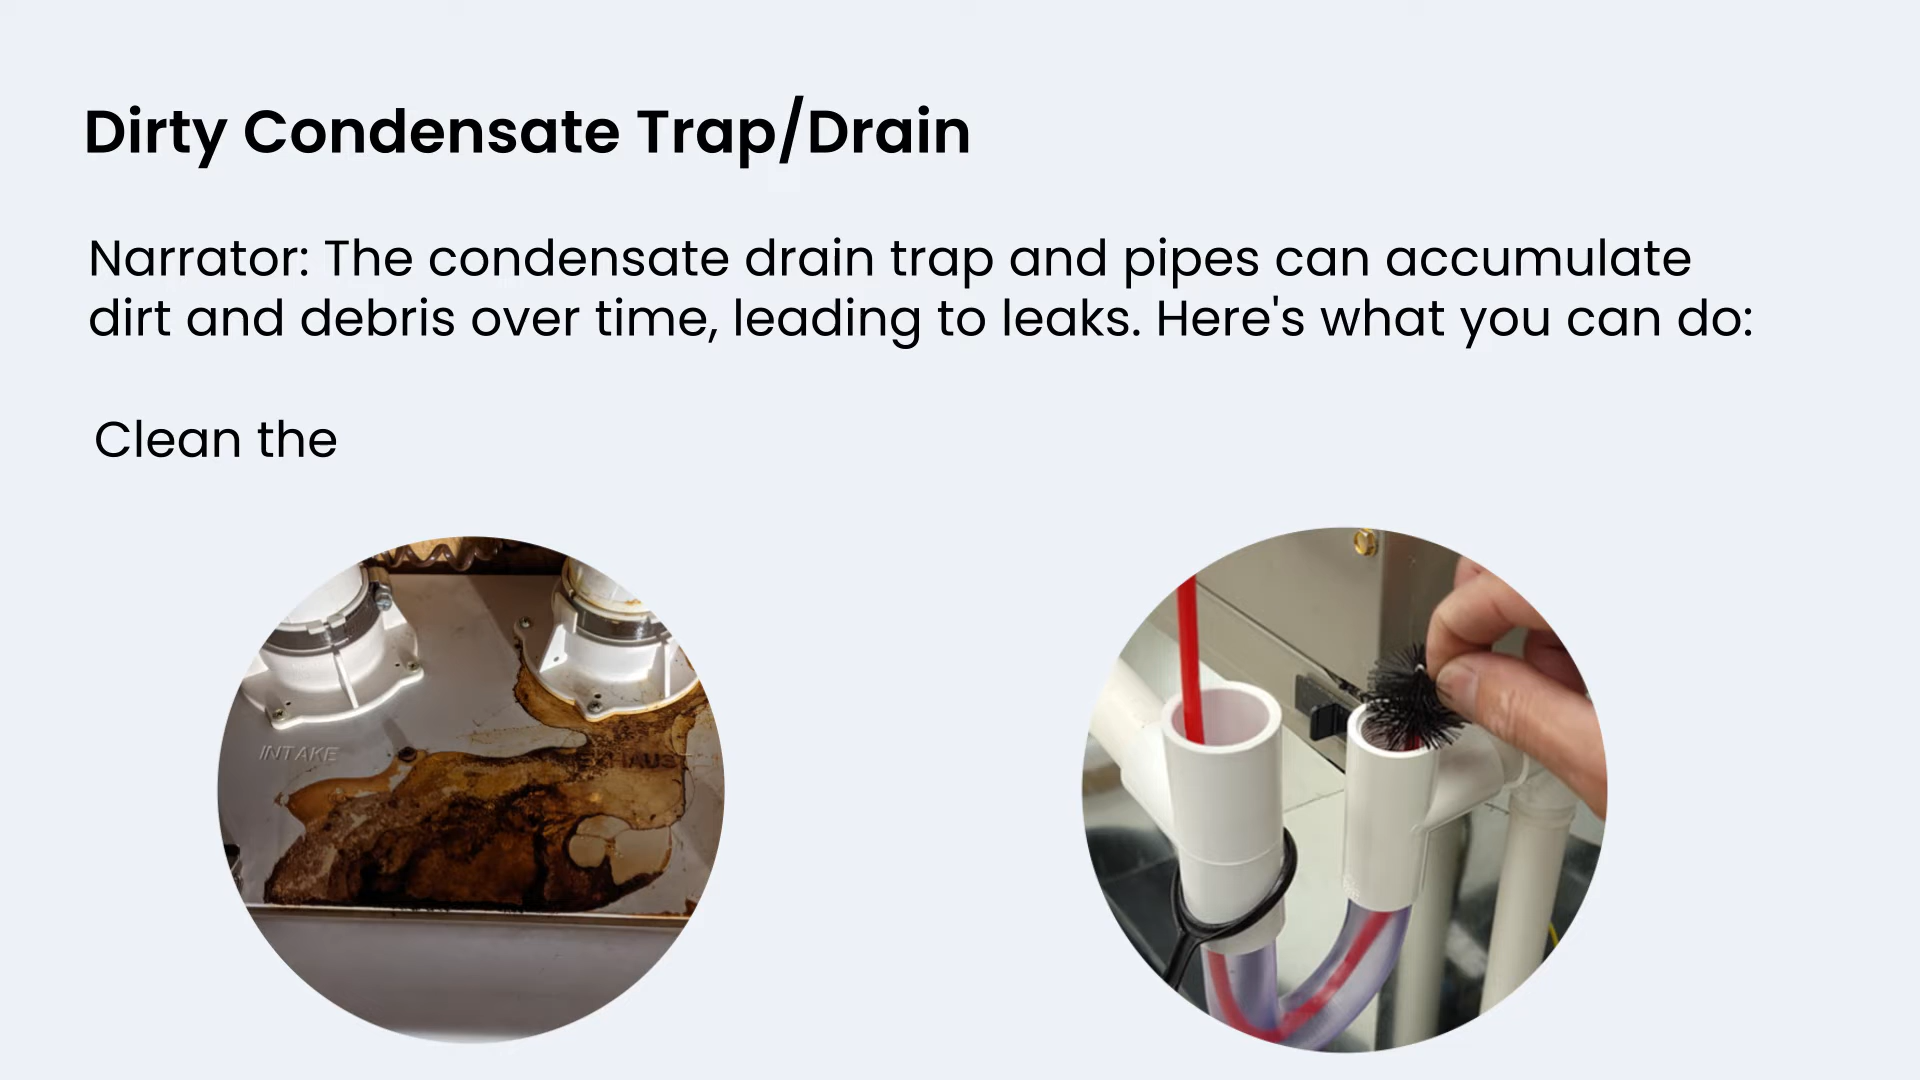 Dirty Condensate Trap/Drain
Narrator: The condensate drain trap and pipes can accumulate
dirt and debris over time, leading to leaks. Here's what you can do:
Clean the
INTAKE
EXHAUST